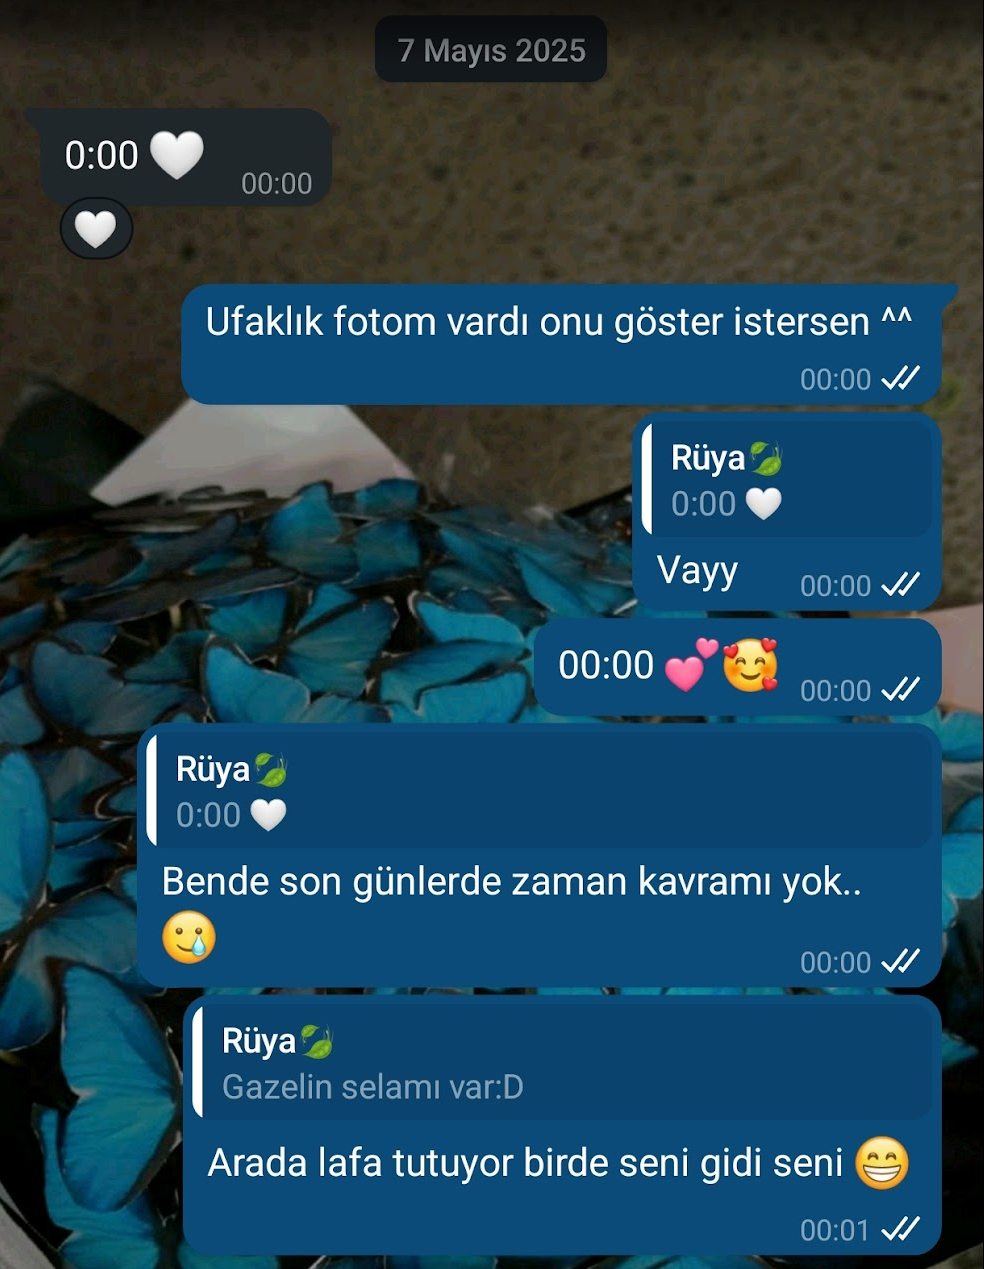 7 Mayıs 2025
0:00 🤍
00:00
🤍
Ufaklık fotom vardı onu göster istersen ^^
00:00
Rüya🍃
0:00 🤍
Vayy
00:00
00:00 💕🥰
00:00
Rüya🍃
0:00 🤍
Bende son günlerde zaman kavramı yok..
🥲
00:00
Rüya🍃
Gazelin selamı var:D
Arada lafa tutuyor birde seni gidi seni 😁
00:01